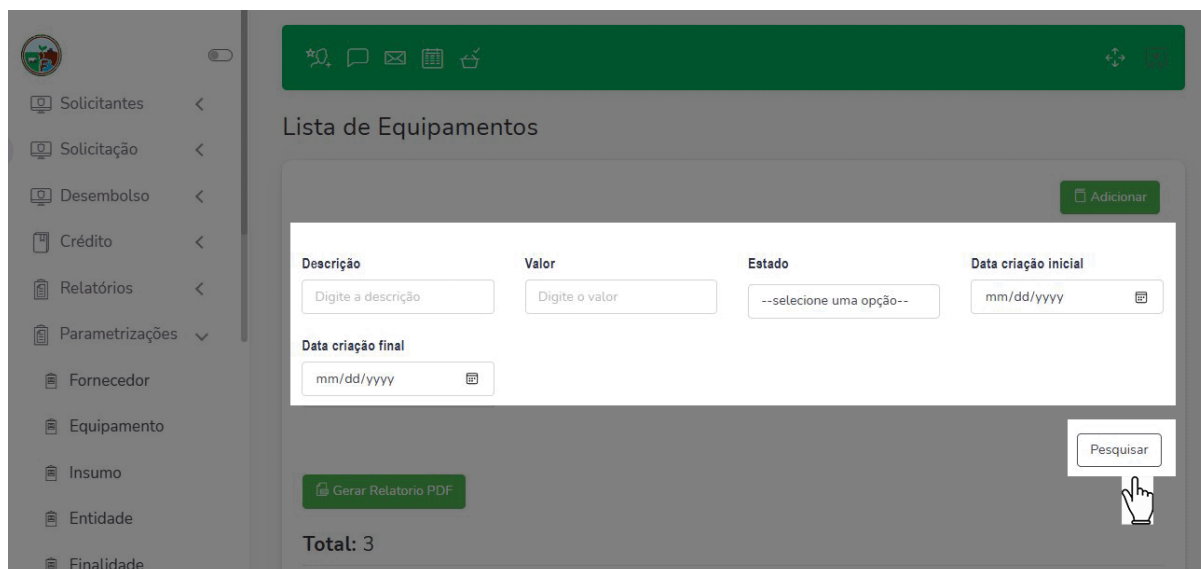 Solicitantes
Solicitação
Desembolso
Crédito
Relatórios
Parametrizações
Fornecedor
Equipamento
Insumo
Entidade
Finalidade
Lista de Equipamentos
Adicionar
Descrição Valor Estado Data criação inicial
Digite a descrição Digite o valor --selecione uma opção-- mm/dd/yyyy
Data criação final
mm/dd/yyyy
Pesquisar
Gerar Relatorio PDF
Total: 3